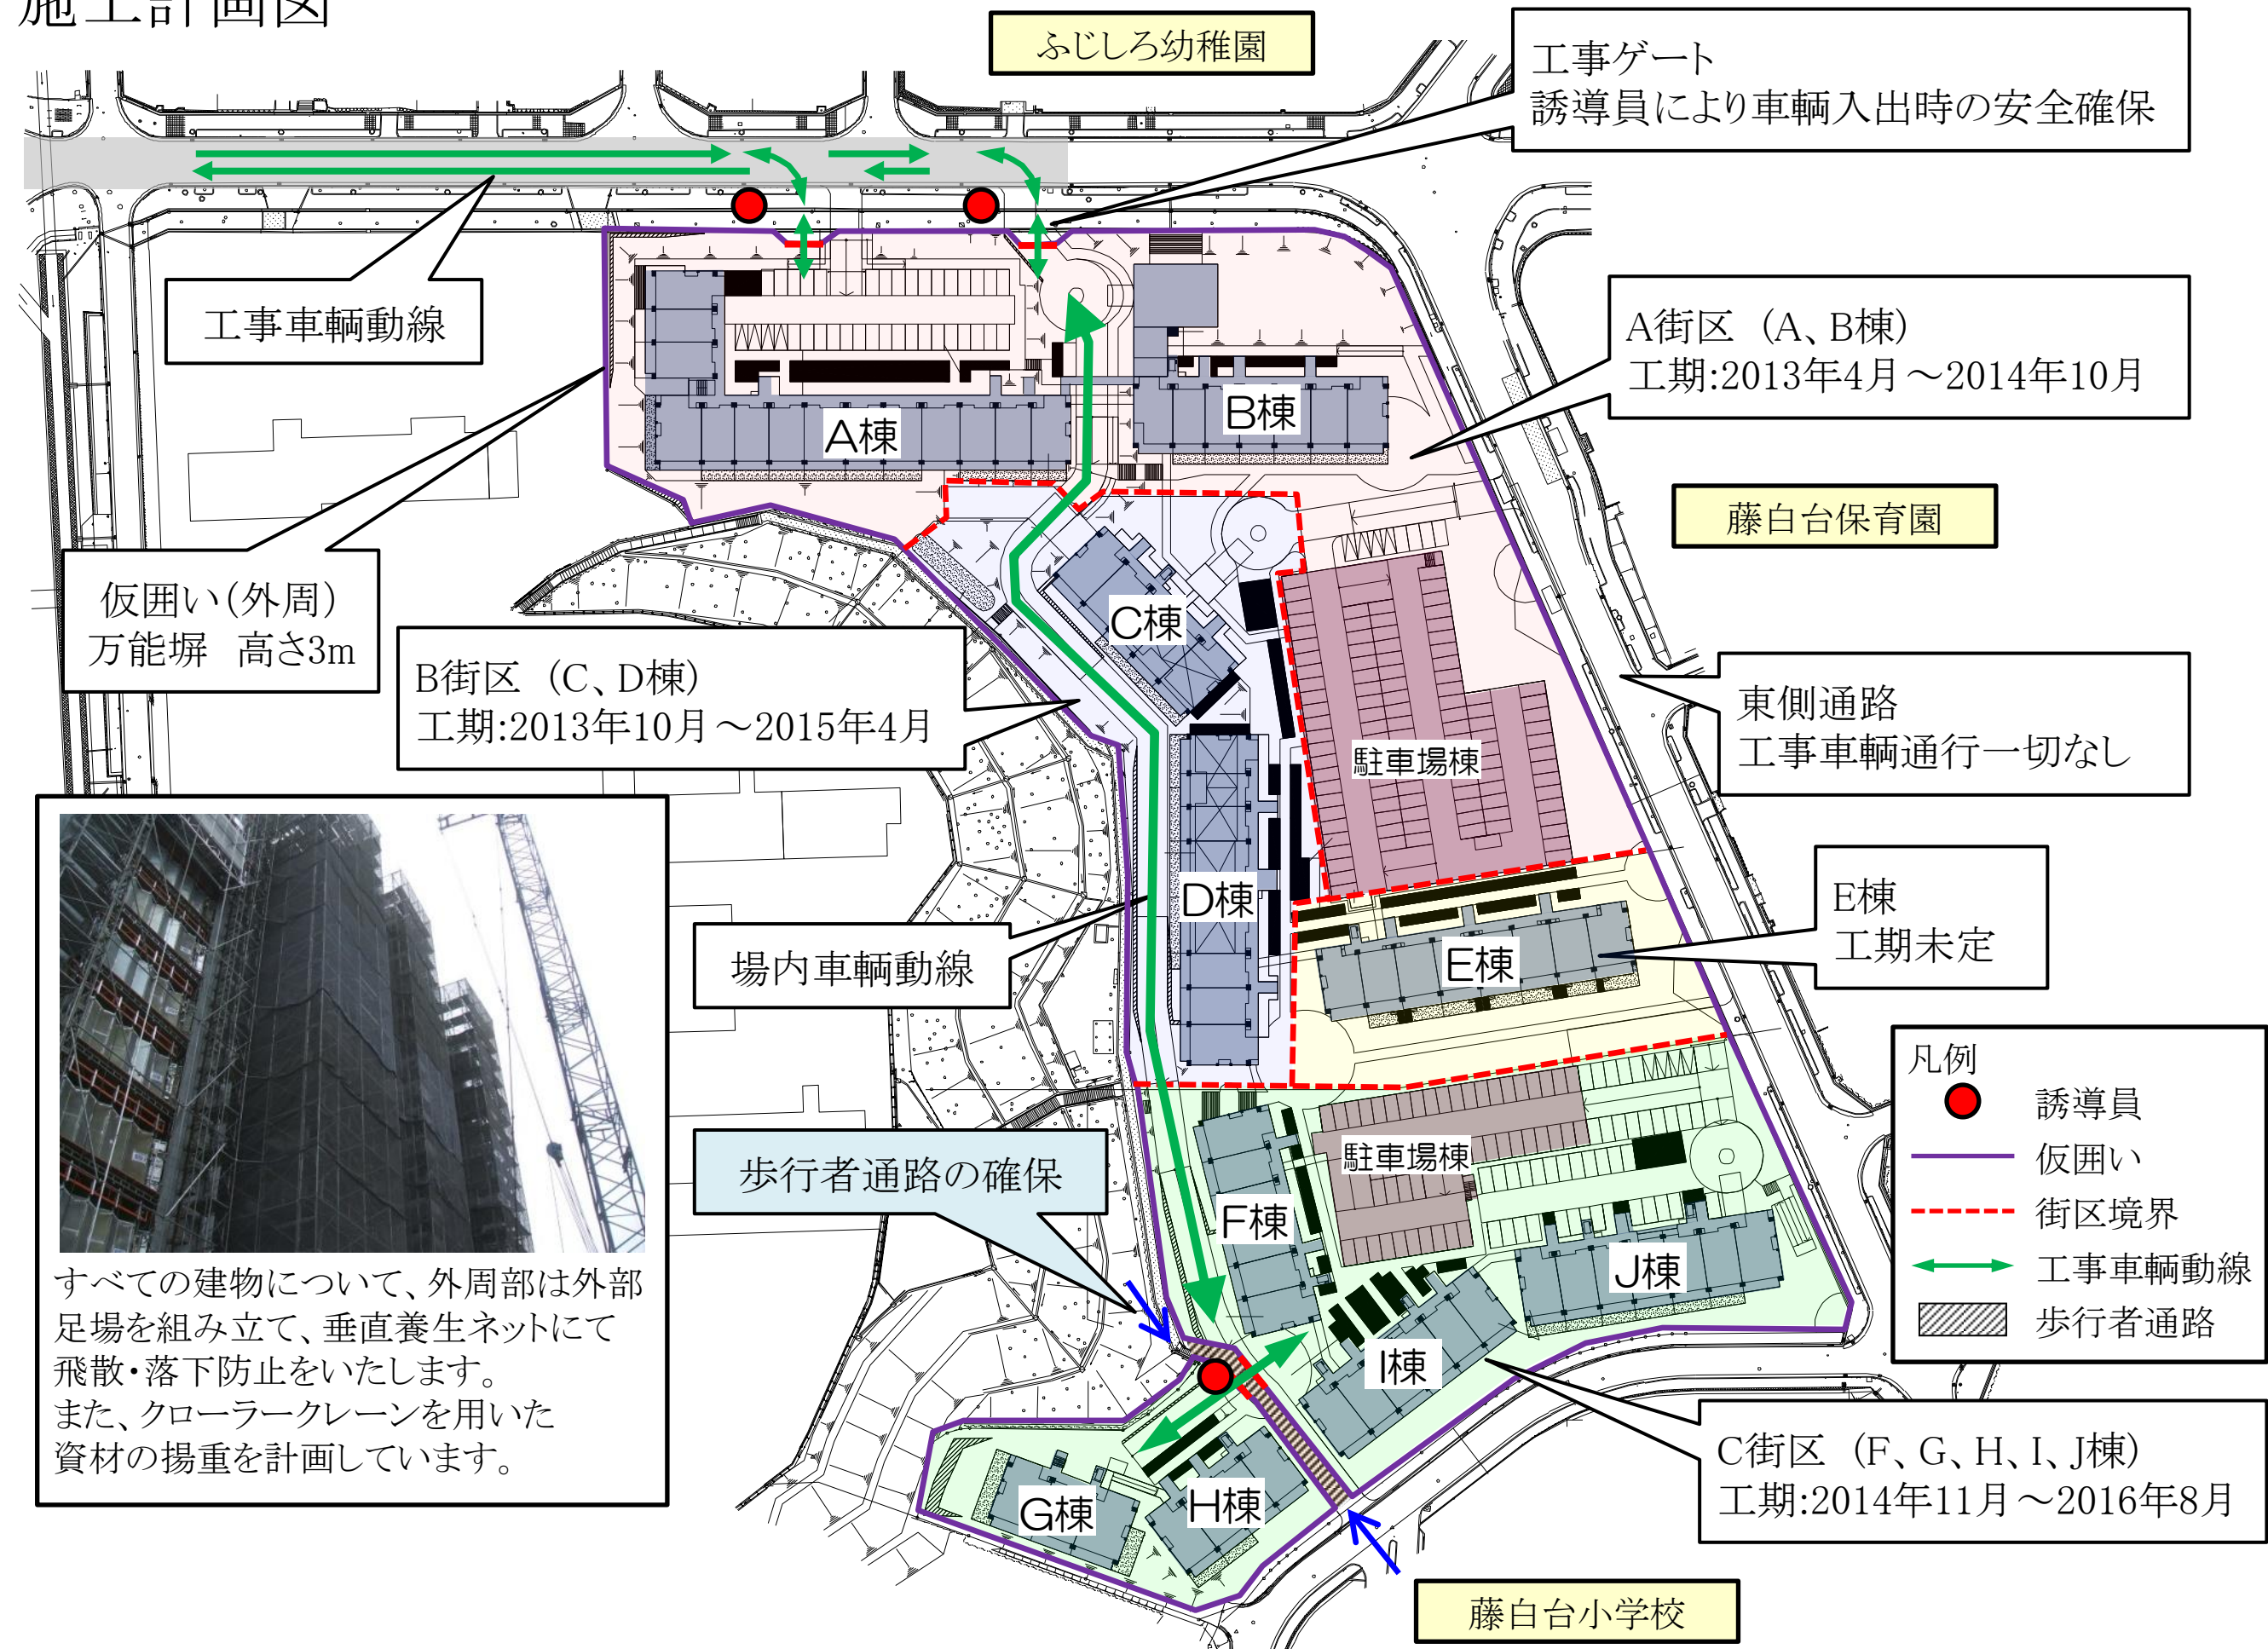 施工計画図
ふじしろ幼稚園
工事ゲート
誘導員により車輌入出時の安全確保
工事車輌動線
A街区 (A、B棟)
工期:2013年4月～2014年10月
A棟
B棟
藤白台保育園
仮囲い(外周)
万能塀 高さ3m
C棟
B街区 (C、D棟)
工期:2013年10月～2015年4月
東側通路
工事車輌通行一切なし
駐車場棟
D棟
E棟
工期未定
場内車輌動線
E棟
凡例
誘導員
仮囲い
街区境界
工事車輌動線
歩行者通路
歩行者通路の確保
駐車場棟
F棟
J棟
I棟
すべての建物について、外周部は外部
足場を組み立て、垂直養生ネットにて
飛散・落下防止をいたします。
また、クローラークレーンを用いた
資材の揚重を計画しています。
C街区 (F、G、H、I、J棟)
工期:2014年11月～2016年8月
G棟
H棟
藤白台小学校